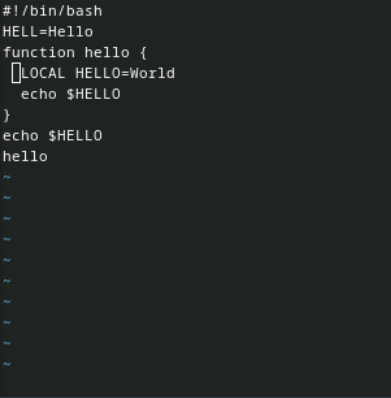 #!/bin/bash
HELL=Hello
function hello {
  LOCAL HELLO=World
  echo $HELLO
}
echo $HELLO
hello
~
~
~
~
~
~
~
~
~
~